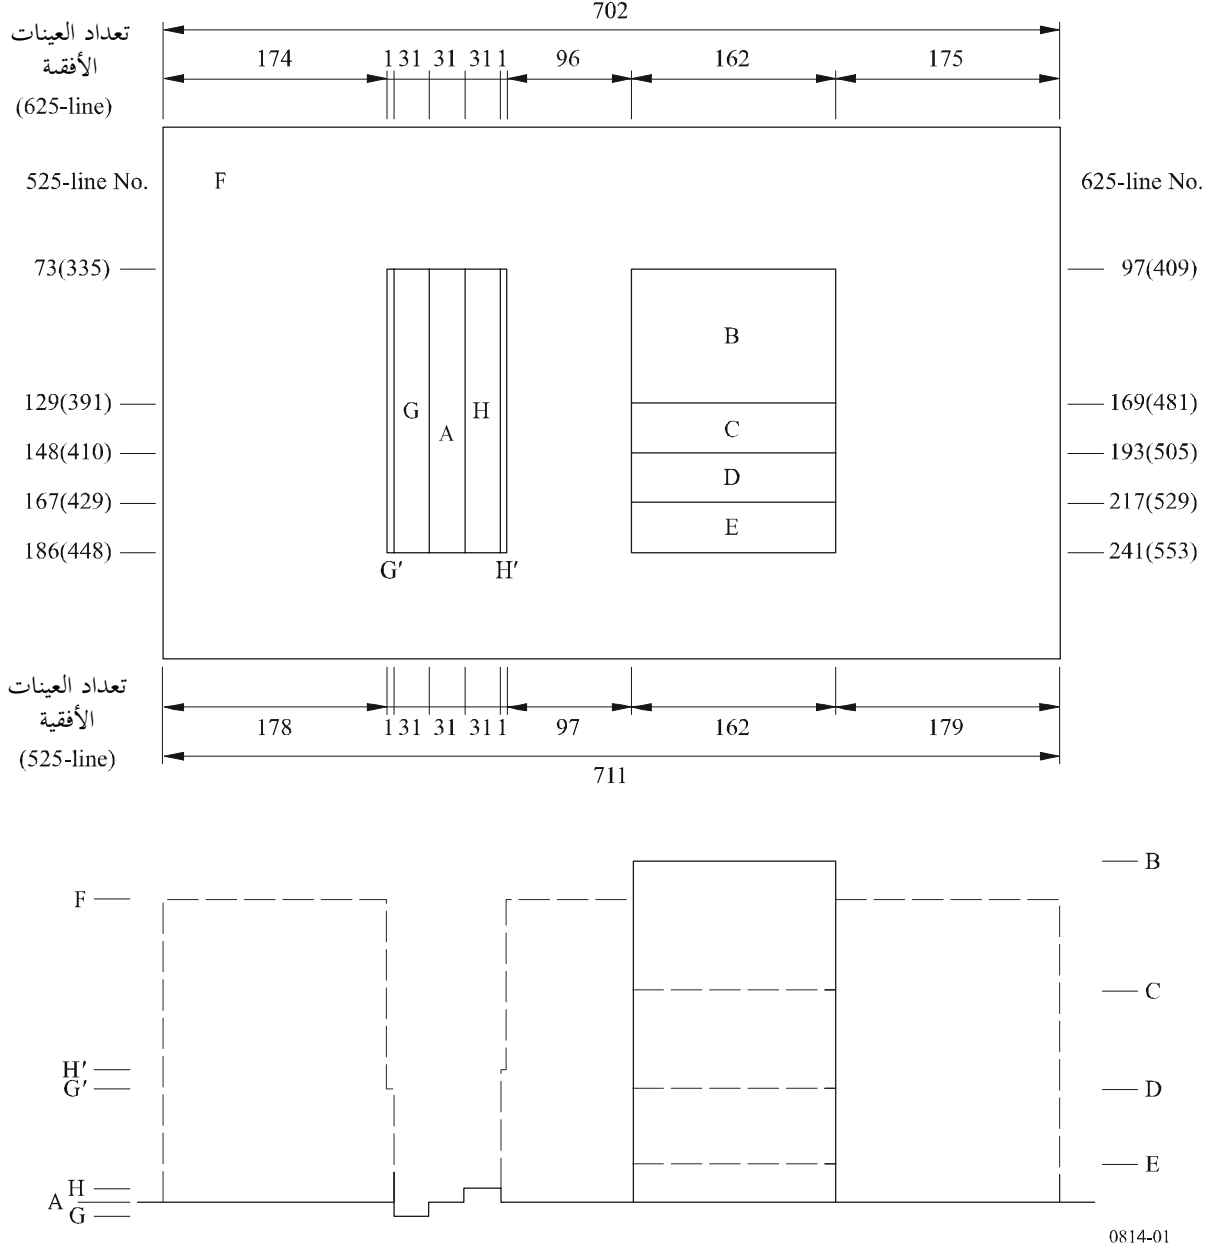 702
تعداد العينات
الأفقية
(625-line)
174 1 31 31 31 1 96 162 175
525-line No. F 625-line No.
73(335) 97(409)
B
129(391) G H 169(481)
A C
148(410) 193(505)
D
167(429) 217(529)
E
186(448) 241(553)
G′ H′
تعداد العينات
الأفقية
(525-line)
178 1 31 31 31 1 97 162 179
711
B
F
C
H′
G′ D
E
H
A
G
0814-01